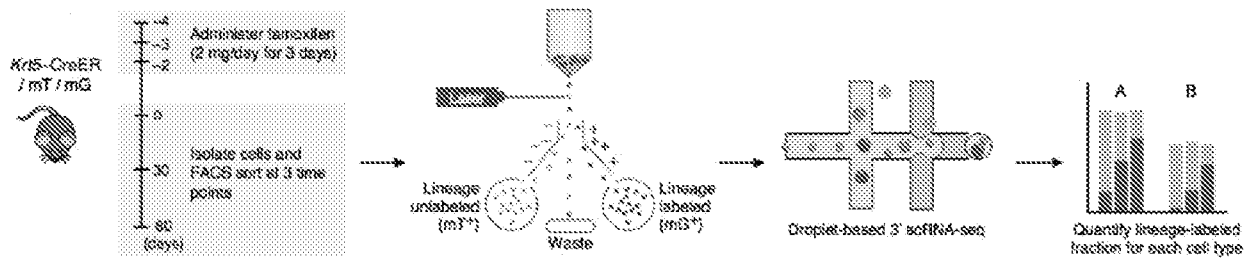 Krt5-CreER
/ mT / mG
-4
-3
-2
0
30
60
(days)
Administer tamoxifen
(2 mg/day for 3 days)
Isolate cells and
FACS sort at 3 time
points
Lineage
unlabeled
(mT+)
Waste
Lineage
labeled
(mG+)
Droplet-based 3' scRNA-seq
A
B
Quantify lineage-labeled
fraction for each cell type